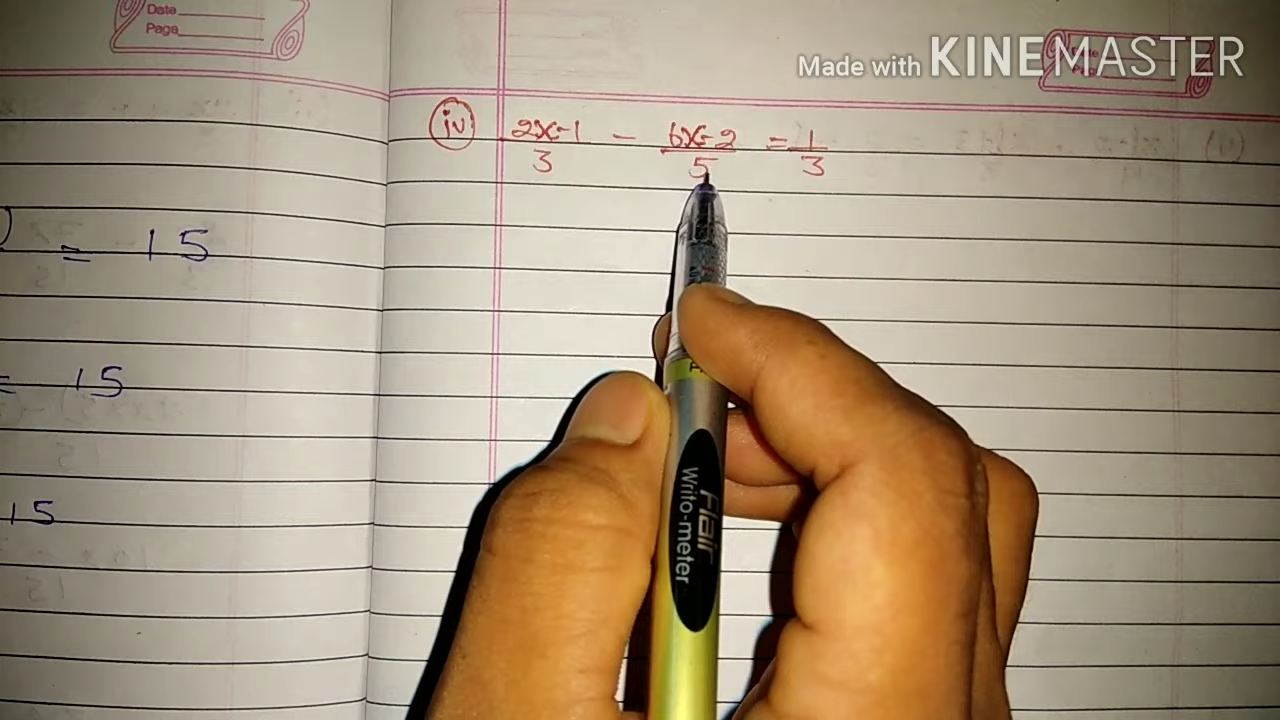 Date
Page
Made with KINEMASTER
iv 2x-1/3 - 6x-2/5 = 1/3
= 15
= 15
15
Flair
Writo-meter